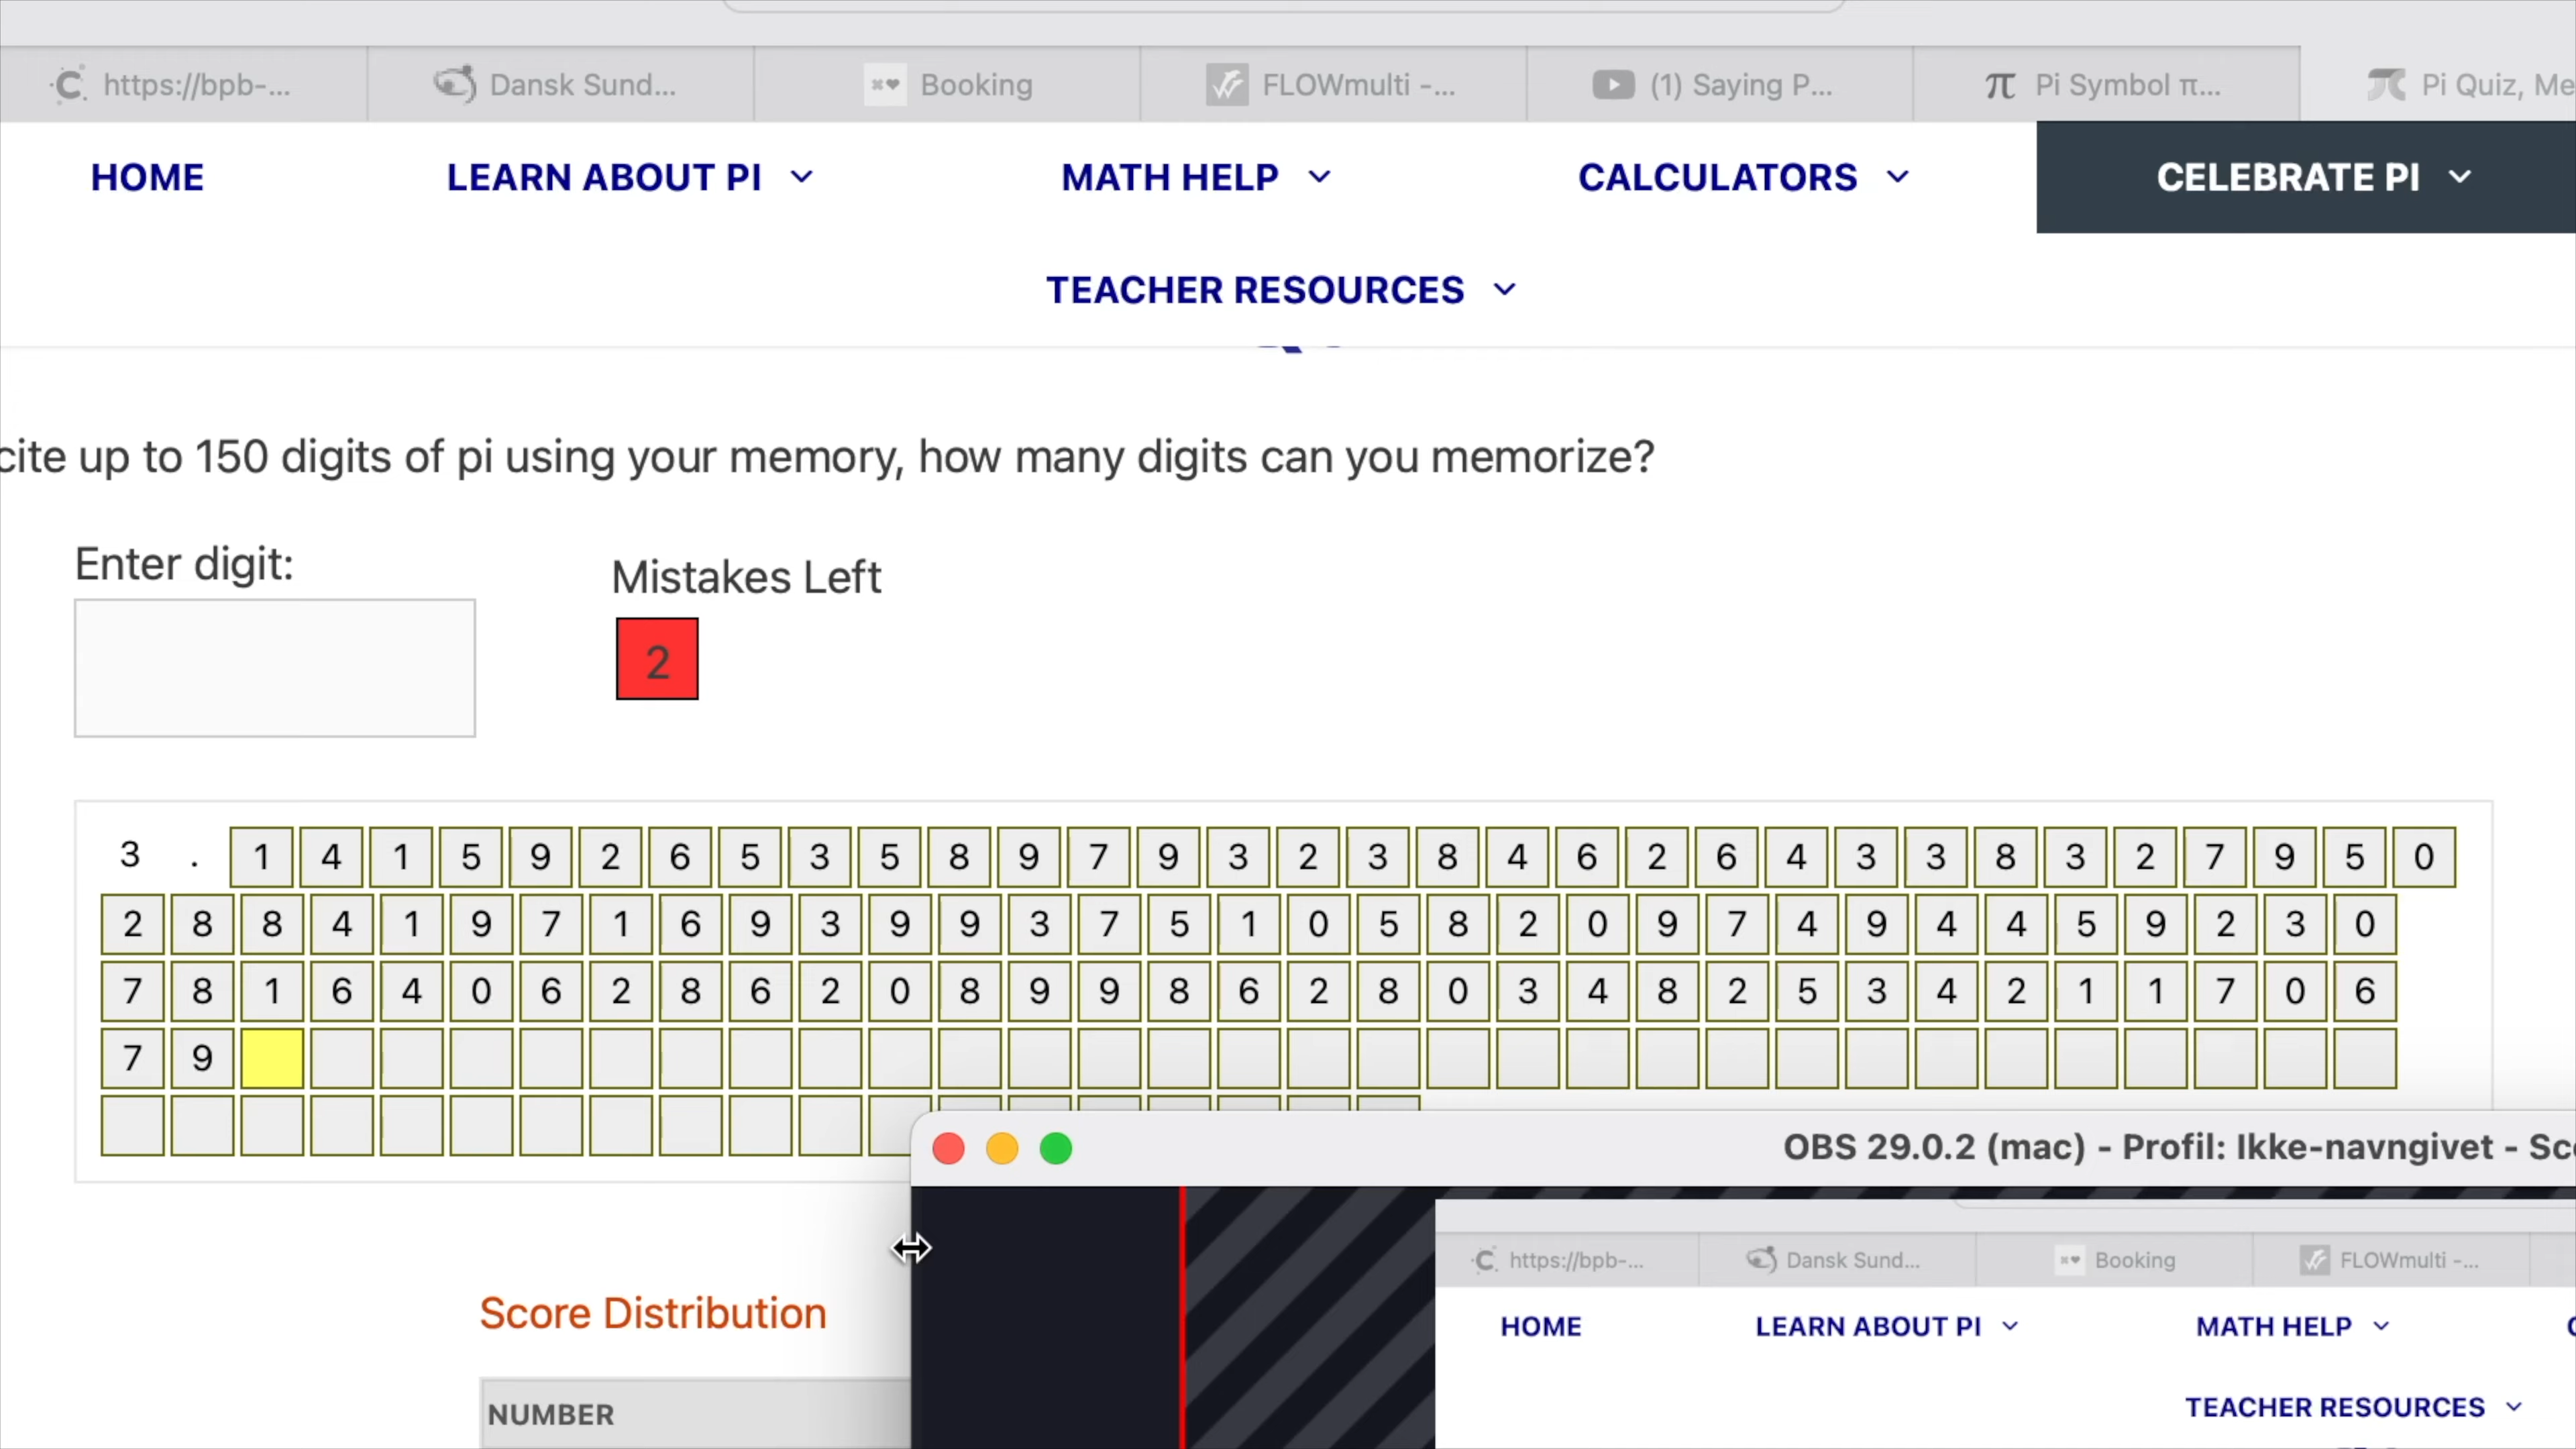 https://bpb-... Dansk Sund... Booking FLOWmulti -... (1) Saying P... Pi Symbol π... Pi Quiz, Me
HOME LEARN ABOUT PI MATH HELP CALCULATORS CELEBRATE PI
TEACHER RESOURCES
cite up to 150 digits of pi using your memory, how many digits can you memorize?
Enter digit: Mistakes Left
2
3 . 1 4 1 5 9 2 6 5 3 5 8 9 7 9 3 2 3 8 4 6 2 6 4 3 3 8 3 2 7 9 5 0
2 8 8 4 1 9 7 1 6 9 3 9 9 3 7 5 1 0 5 8 2 0 9 7 4 9 4 4 5 9 2 3 0
7 8 1 6 4 0 6 2 8 6 2 0 8 9 9 8 6 2 8 0 3 4 8 2 5 3 4 2 1 1 7 0 6
7 9
OBS 29.0.2 (mac) - Profil: Ikke-navngivet - Sc
https://bpb-... Dansk Sund... Booking FLOWmulti -...
Score Distribution
HOME LEARN ABOUT PI MATH HELP
NUMBER
TEACHER RESOURCES